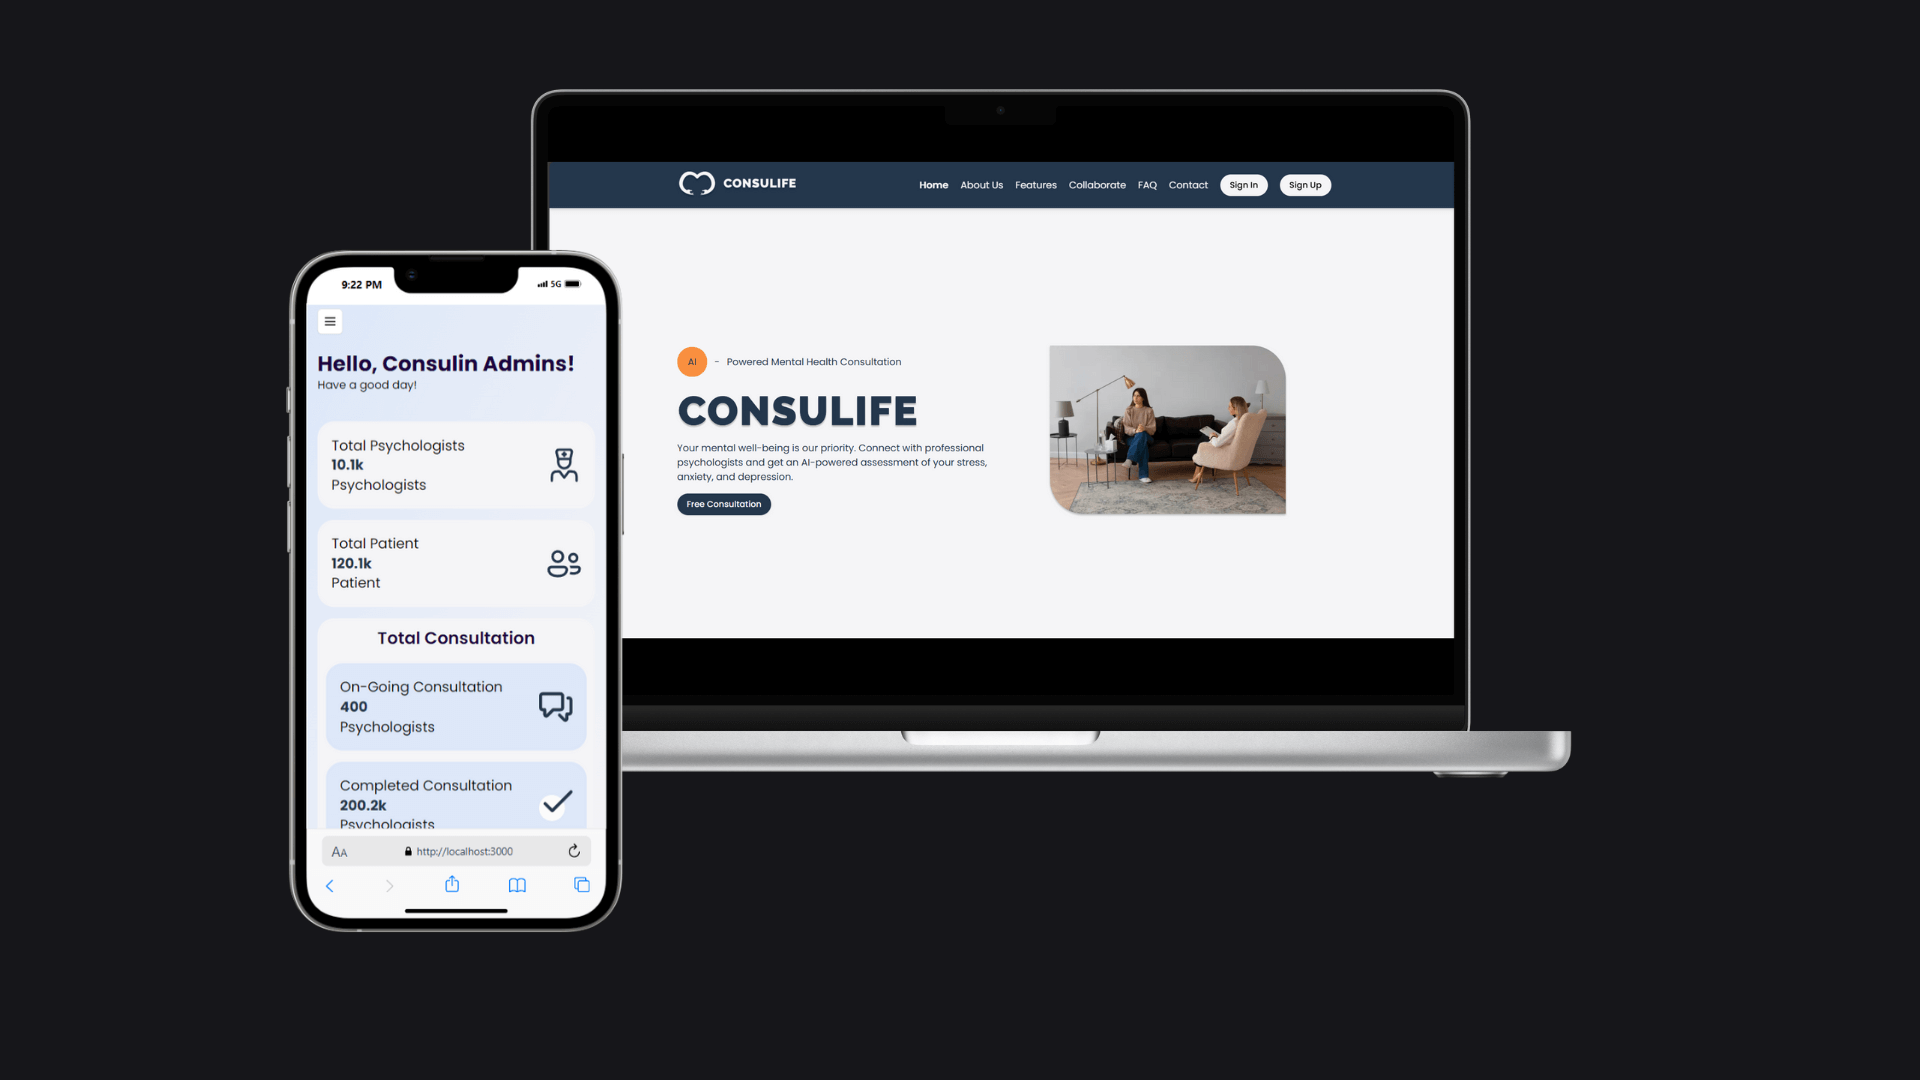 CONSULIFE
Home About Us Features Collaborate FAQ Contact Sign In Sign Up
AI - Powered Mental Health Consultation
CONSULIFE
Your mental well-being is our priority. Connect with professional
psychologists and get an AI-powered assessment of your stress,
anxiety, and depression.
Free Consultation
9:22 PM 5G
Hello, Consulin Admins!
Have a good day!
Total Psychologists
10.1k
Psychologists
Total Patient
120.1k
Patient
Total Consultation
On-Going Consultation
400
Psychologists
Completed Consultation
200.2k
Psychologists
AA http://localhost:3000